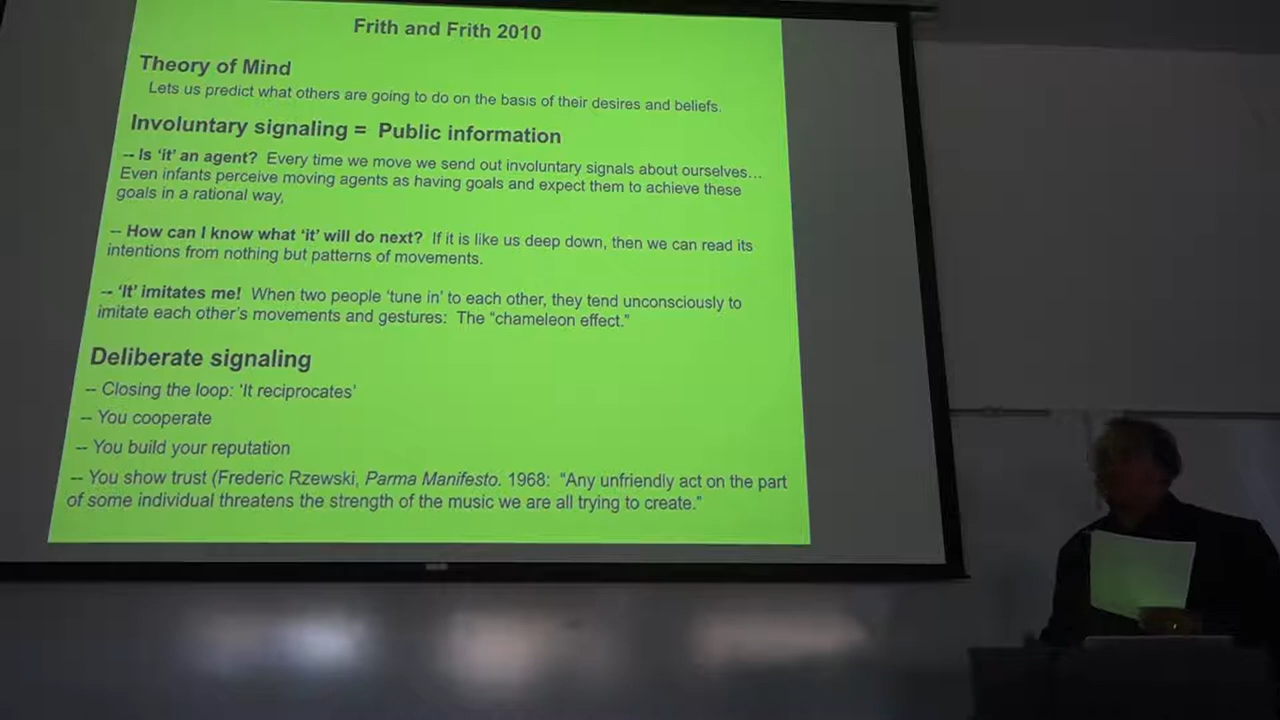 Frith and Frith 2010
Theory of Mind
Lets us predict what others are going to do on the basis of their desires and beliefs.
Involuntary signaling = Public information
-- Is ‘it’ an agent? Every time we move we send out involuntary signals about ourselves…
Even infants perceive moving agents as having goals and expect them to achieve these
goals in a rational way,
-- How can I know what ‘it’ will do next? If it is like us deep down, then we can read its
intentions from nothing but patterns of movements.
-- ‘It’ imitates me! When two people ‘tune in’ to each other, they tend unconsciously to
imitate each other’s movements and gestures: The “chameleon effect.”
Deliberate signaling
-- Closing the loop: ‘It reciprocates’
-- You cooperate
-- You build your reputation
-- You show trust (Frederic Rzewski, Parma Manifesto. 1968: “Any unfriendly act on the part
of some individual threatens the strength of the music we are all trying to create.”